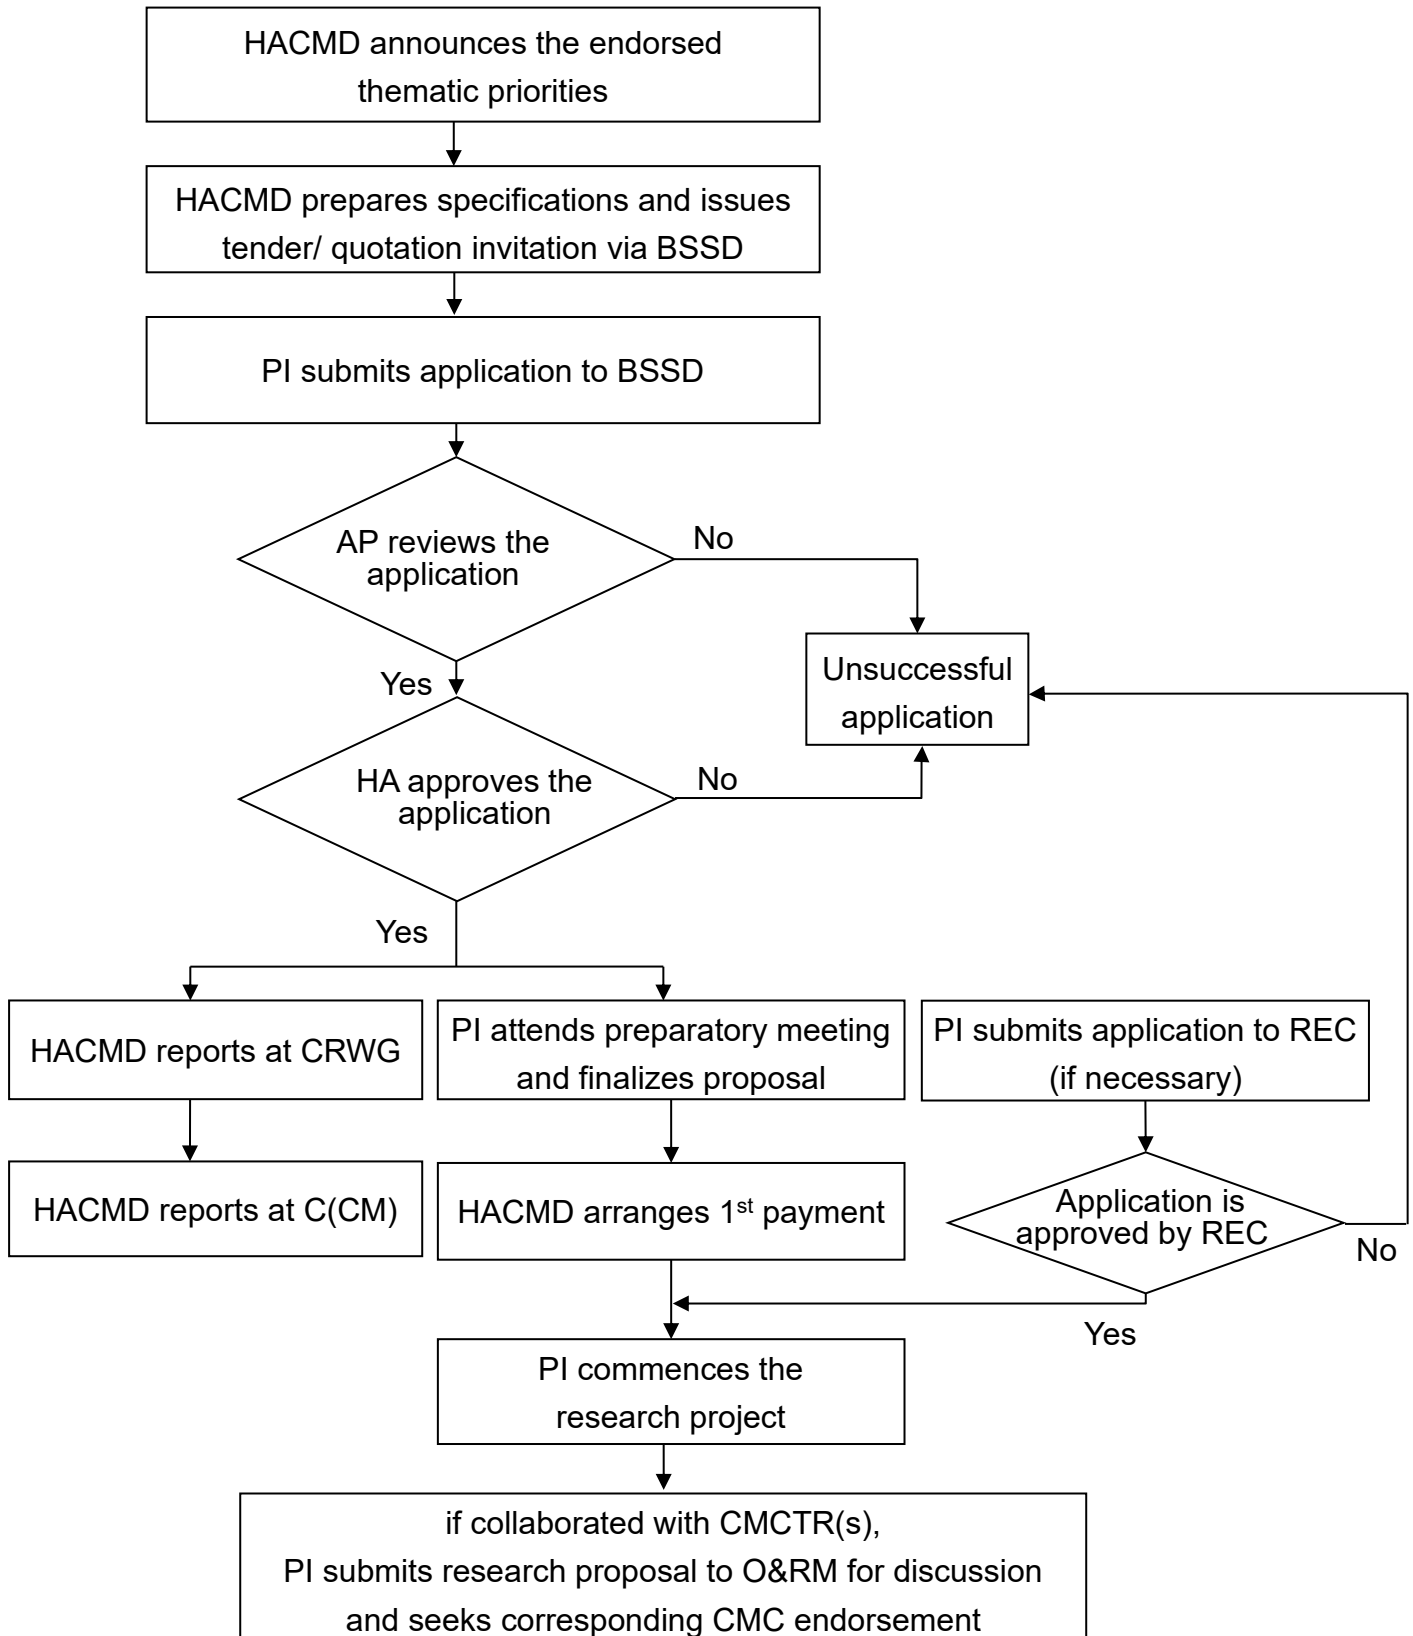 HACMD announces the endorsed
thematic priorities
HACMD prepares specifications and issues
tender/ quotation invitation via BSSD
PI submits application to BSSD
AP reviews the
application
No
Unsuccessful
application
Yes
HA approves the
application
No
Yes
HACMD reports at CRWG
PI attends preparatory meeting
and finalizes proposal
PI submits application to REC
(if necessary)
HACMD reports at C(CM)
HACMD arranges 1st payment
Application is
approved by REC
No
Yes
PI commences the
research project
if collaborated with CMCTR(s),
PI submits research proposal to O&RM for discussion
and seeks corresponding CMC endorsement